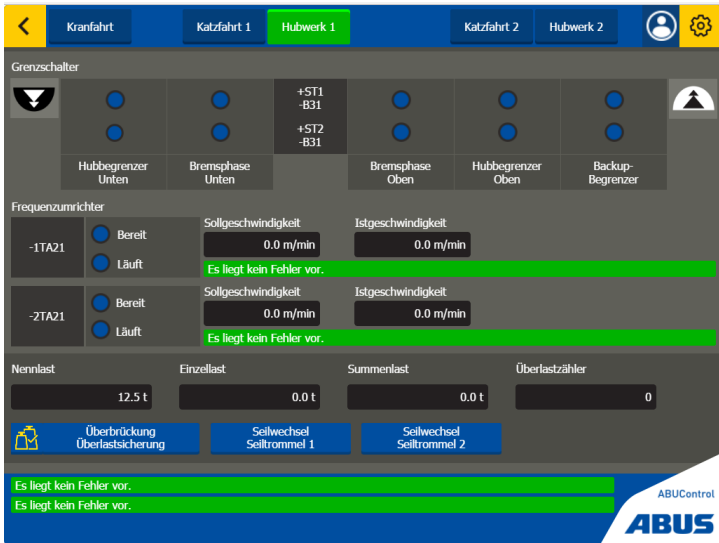 Kranfahrt
Katzfahrt 1
Hubwerk 1
Katzfahrt 2
Hubwerk 2
Grenzschalter
+ST1
-B31
+ST2
-B31
Hubbegrenzer
Unten
Bremsphase
Unten
Bremsphase
Oben
Hubbegrenzer
Oben
Backup-
Begrenzer
Frequenzumrichter
-1TA21
Bereit
Läuft
Sollgeschwindigkeit
0.0 m/min
Istgeschwindigkeit
0.0 m/min
Es liegt kein Fehler vor.
-2TA21
Bereit
Läuft
Sollgeschwindigkeit
0.0 m/min
Istgeschwindigkeit
0.0 m/min
Es liegt kein Fehler vor.
Nennlast
12.5 t
Einzellast
0.0 t
Summenlast
0.0 t
Überlastzähler
0
Überbrückung
Überlastsicherung
Seilwechsel
Seiltrommel 1
Seilwechsel
Seiltrommel 2
Es liegt kein Fehler vor.
Es liegt kein Fehler vor.
ABUControl
ABUS